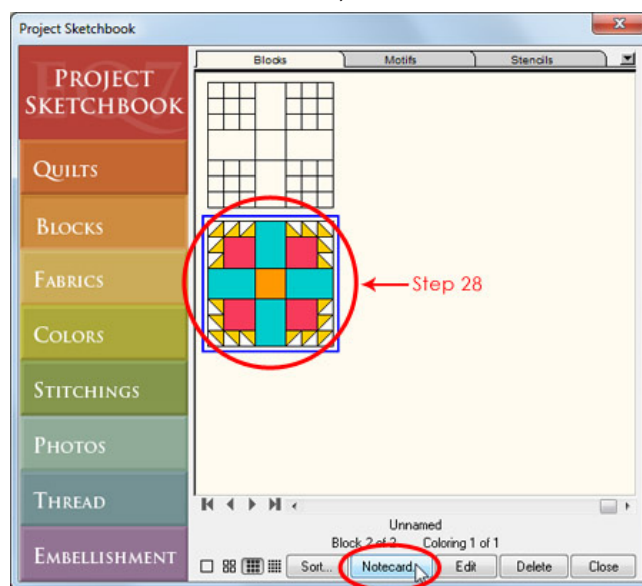 Project Sketchbook
PROJECT
SKETCHBOOK
QUILTS
BLOCKS
FABRICS
COLORS
STITCHINGS
PHOTOS
THREAD
EMBELLISHMENT
Blocks Motifs Stencils
Step 28
Unnamed
Block 2 of 2 Coloring 1 of 1
Sort... Notecard... Edit Delete Close